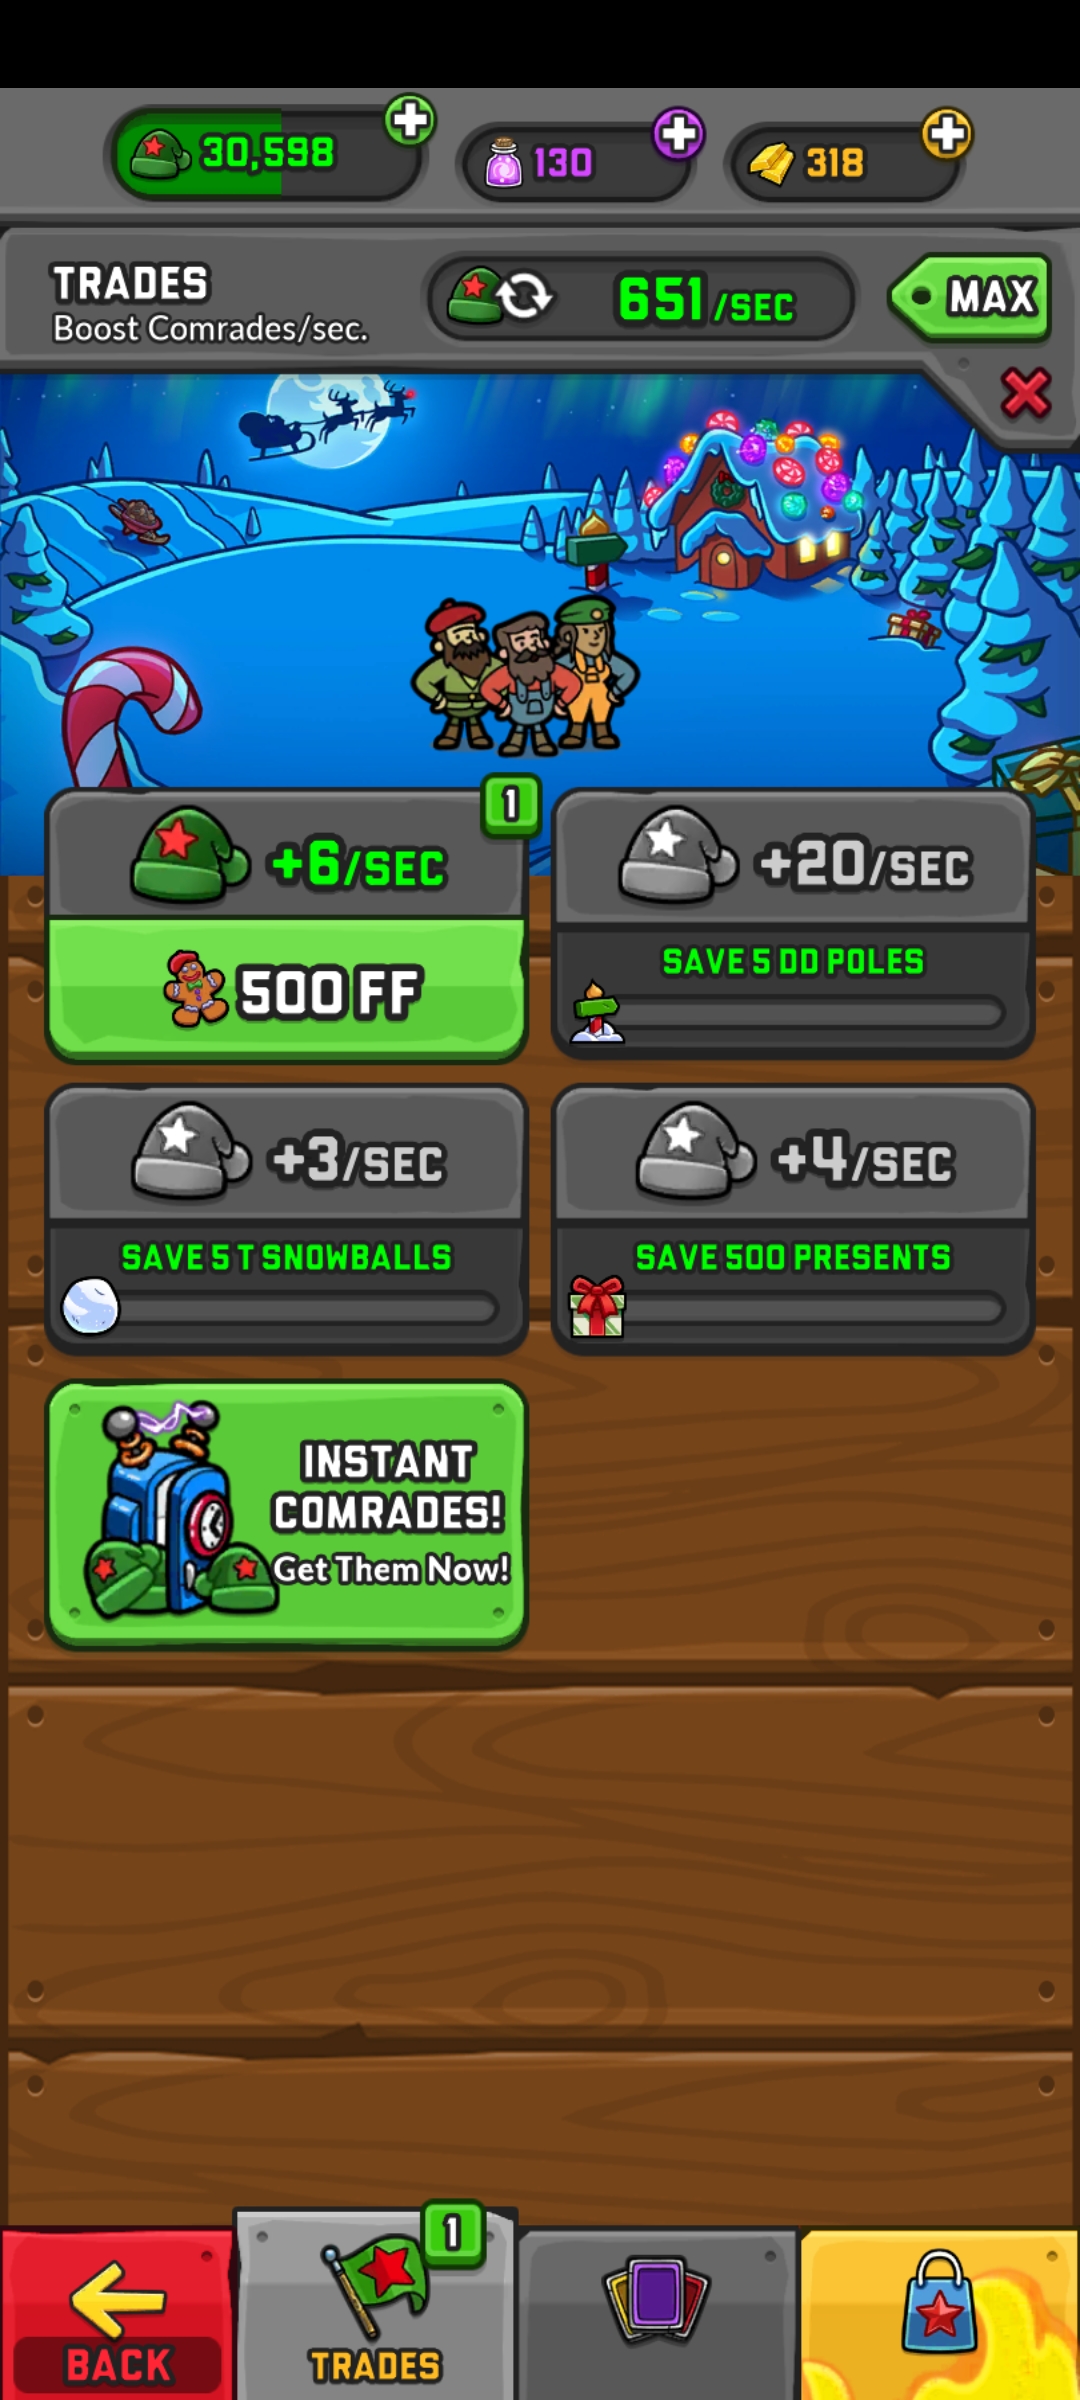 30,598
130
318
TRADES
Boost Comrades/sec.
651/SEC
MAX
1
+6/SEC
500 FF
+20/SEC
SAVE 5 DD POLES
+3/SEC
SAVE 5 T SNOWBALLS
+4/SEC
SAVE 500 PRESENTS
INSTANT
COMRADES!
Get Them Now!
BACK
1
TRADES